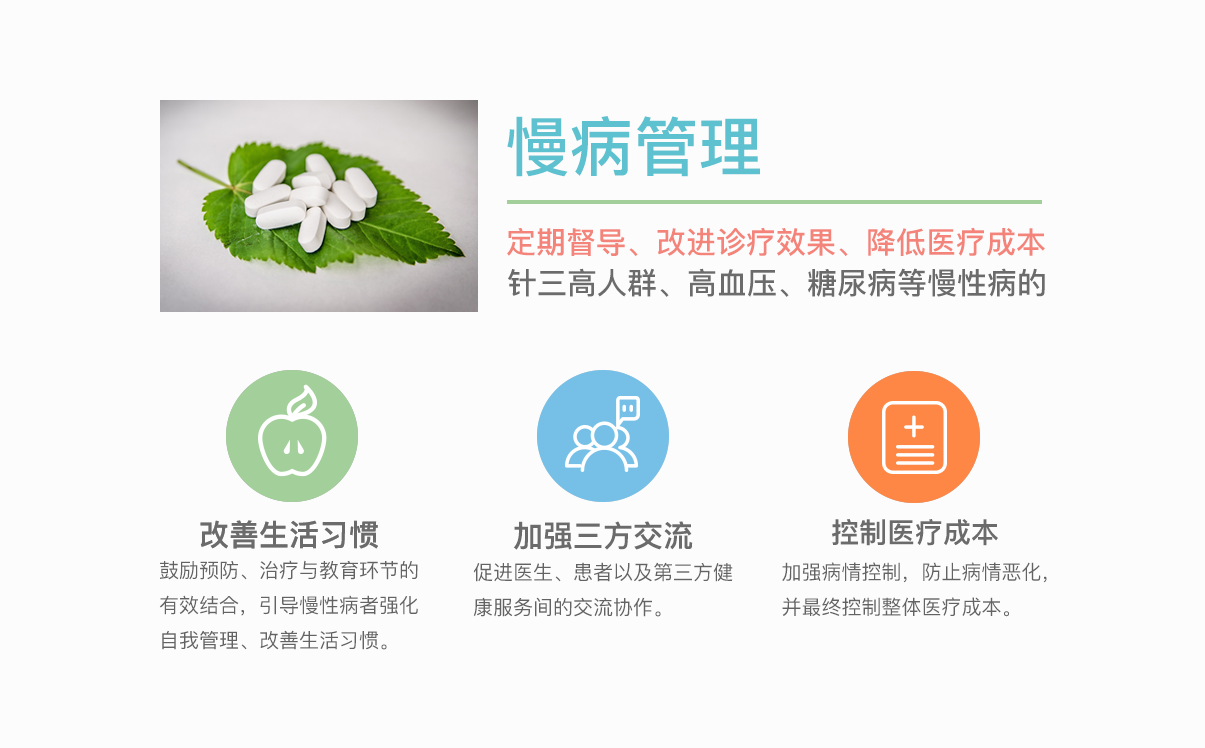 慢病管理
定期督导、改进诊疗效果、降低医疗成本
针三高人群、高血压、糖尿病等慢性病的
改善生活习惯
鼓励预防、治疗与教育环节的
有效结合，引导慢性病者强化
自我管理、改善生活习惯。
加强三方交流
促进医生、患者以及第三方健
康服务间的交流协作。
控制医疗成本
加强病情控制，防止病情恶化，
并最终控制整体医疗成本。